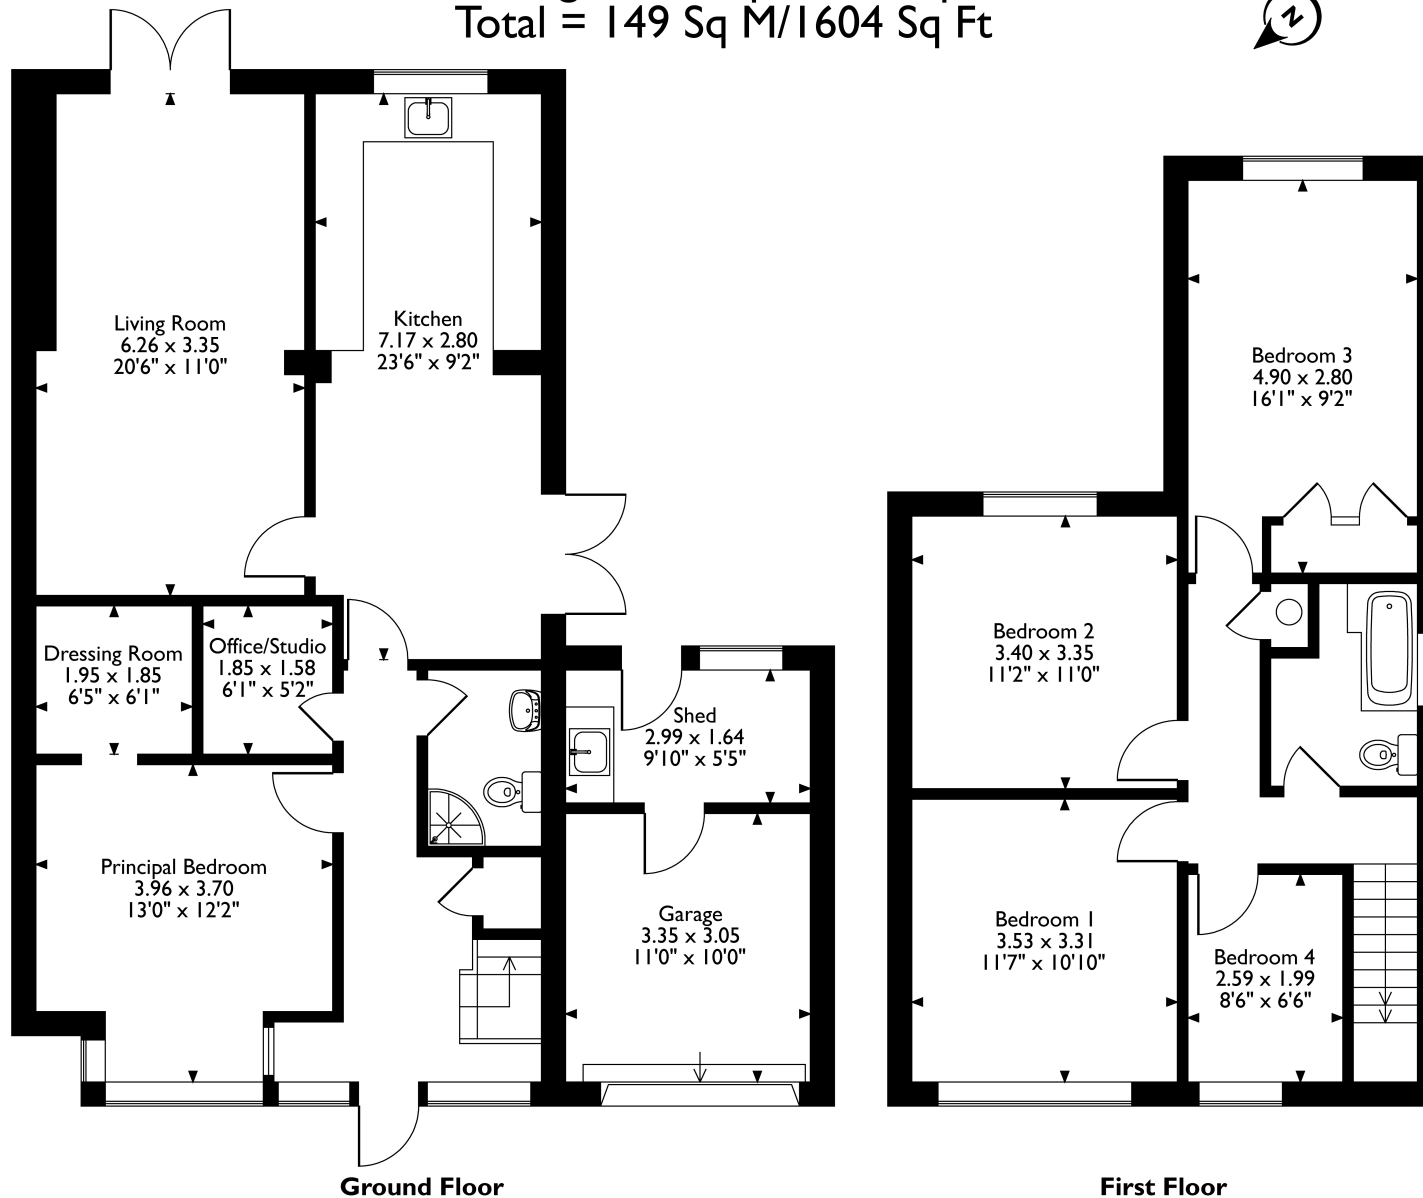 Total = 149 Sq M/1604 Sq Ft
N
Living Room
6.26 x 3.35
20'6" x 11'0"
Kitchen
7.17 x 2.80
23'6" x 9'2"
Dressing Room
1.95 x 1.85
6'5" x 6'1"
Office/Studio
1.85 x 1.58
6'1" x 5'2"
Shed
2.99 x 1.64
9'10" x 5'5"
Principal Bedroom
3.96 x 3.70
13'0" x 12'2"
Garage
3.35 x 3.05
11'0" x 10'0"
Ground Floor
Bedroom 3
4.90 x 2.80
16'1" x 9'2"
Bedroom 2
3.40 x 3.35
11'2" x 11'0"
Bedroom 1
3.53 x 3.31
11'7" x 10'10"
Bedroom 4
2.59 x 1.99
8'6" x 6'6"
First Floor